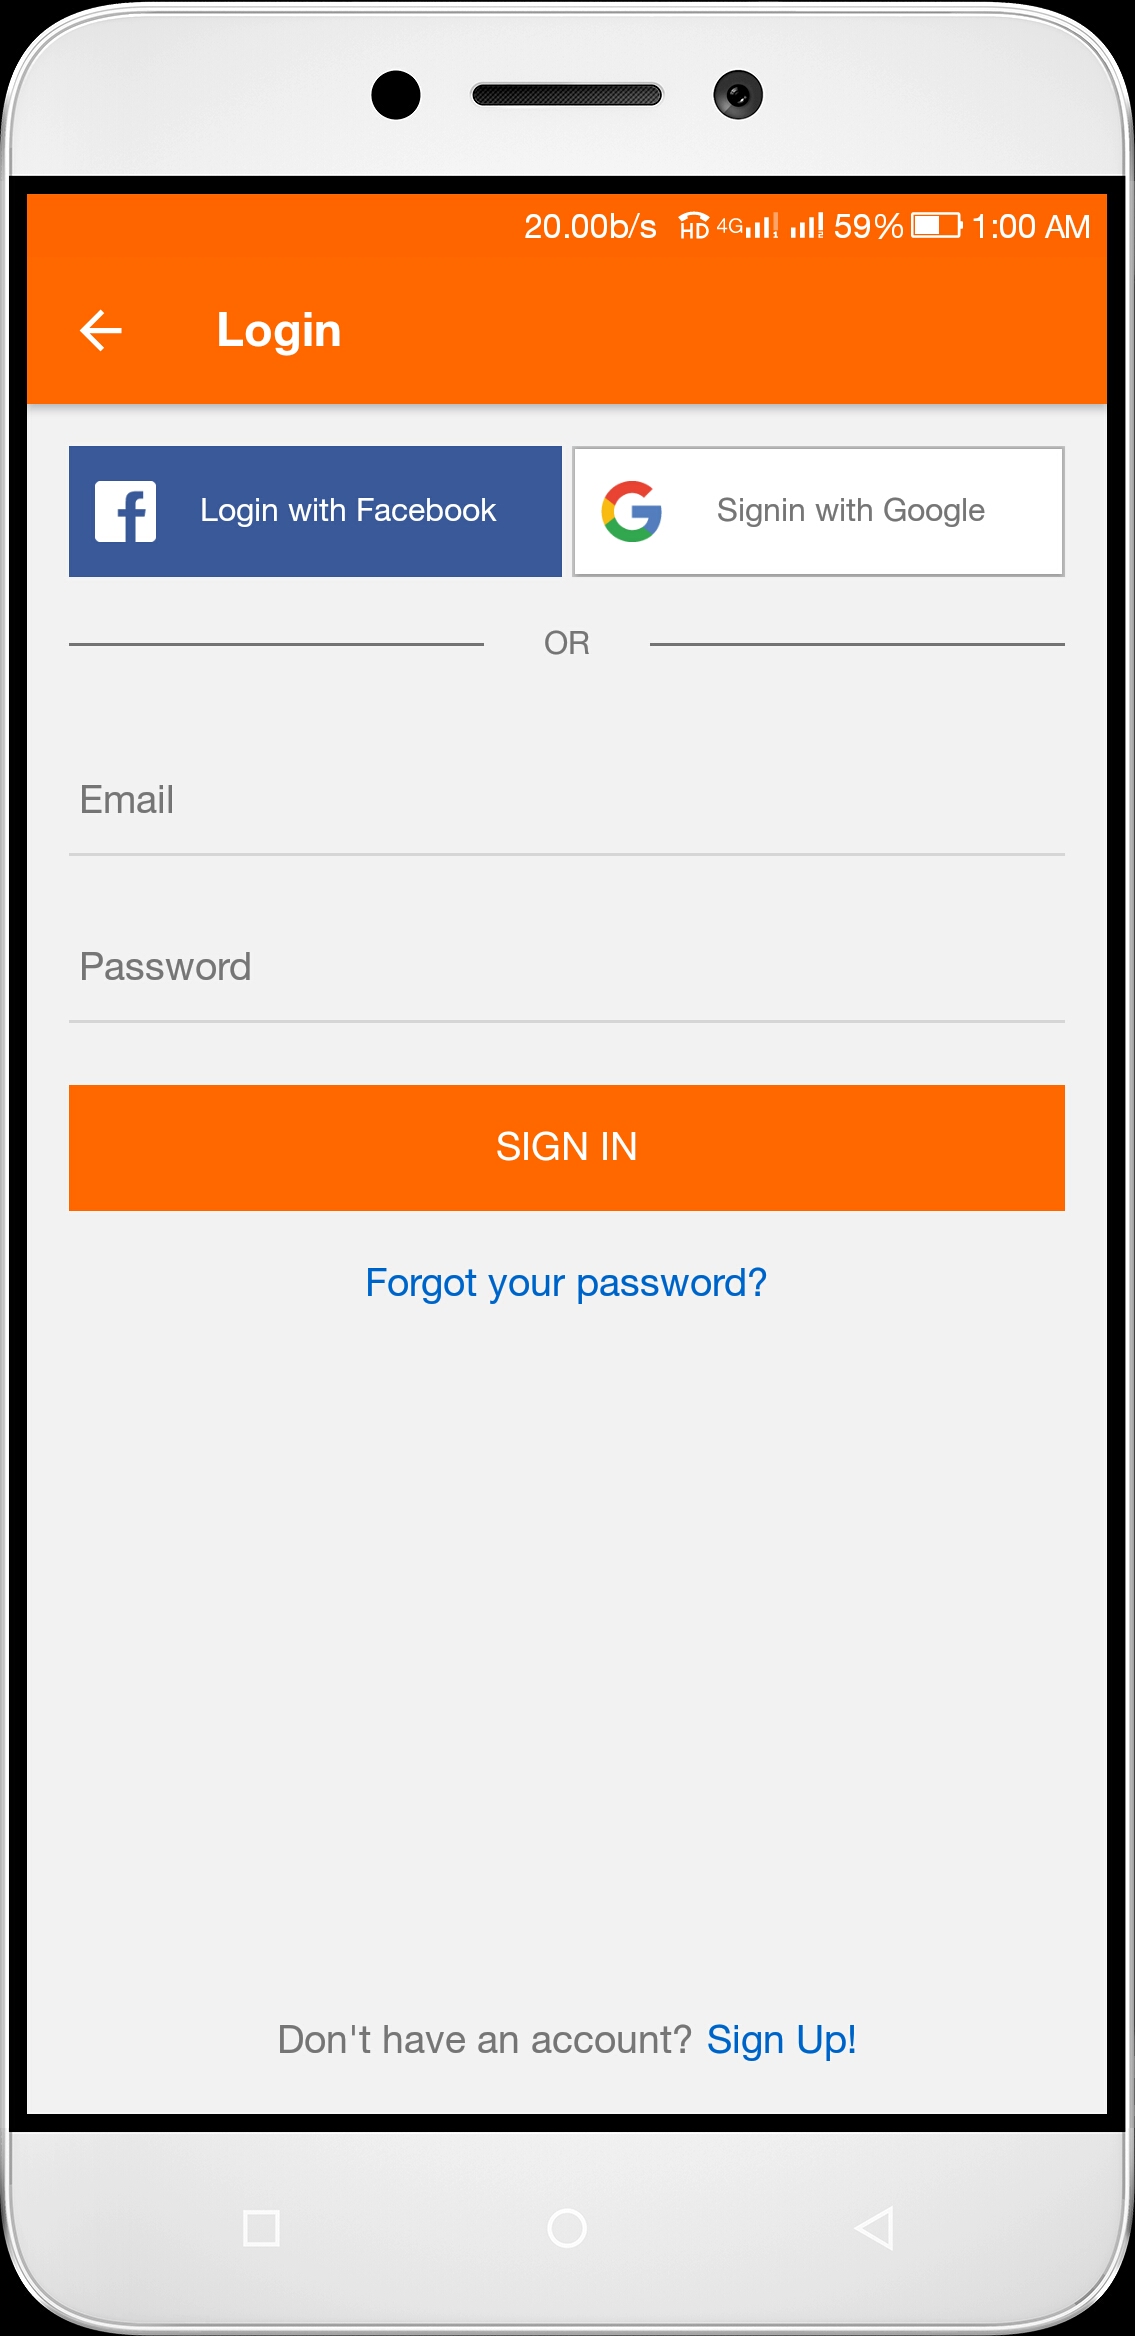 20.00b/s HD 4G 59% 1:00 AM
Login
Login with Facebook
Signin with Google
OR
Email
Password
SIGN IN
Forgot your password?
Don't have an account? Sign Up!